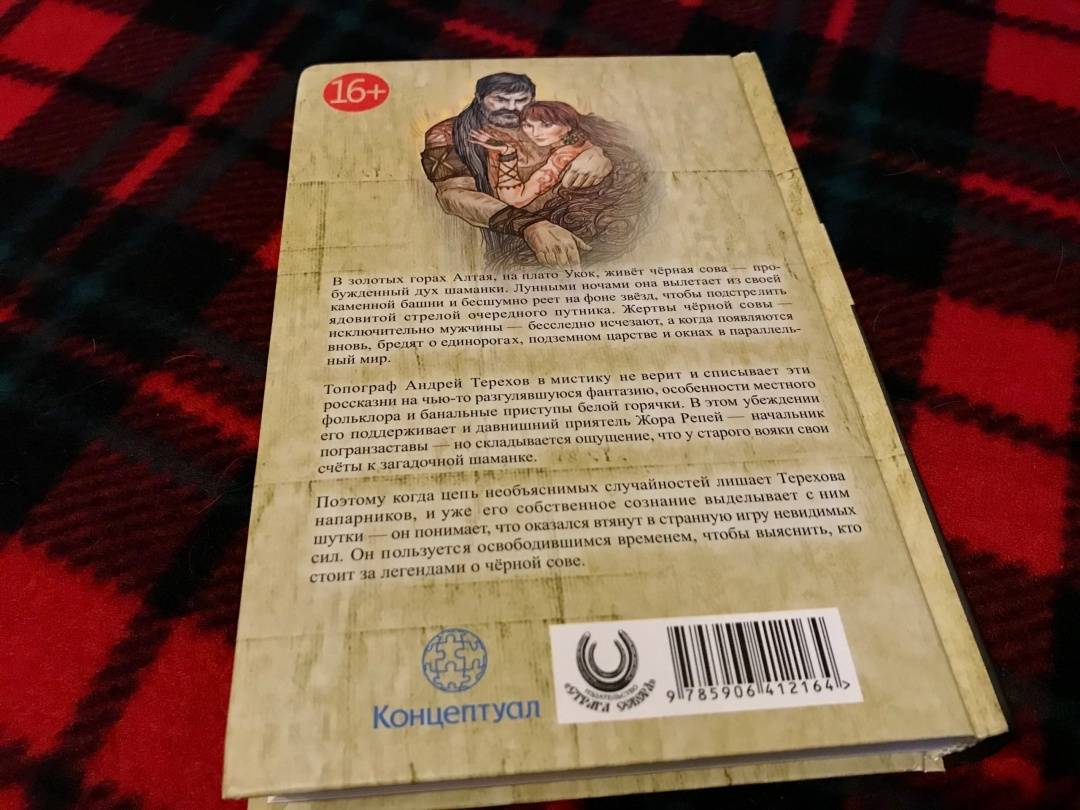 16+
В золотых горах Алтая, на плато Укок, живёт чёрная сова — про-
бужденный дух шаманки. Лунными ночами она вылетает из своей
каменной башни и бесшумно реет на фоне звёзд, чтобы подстрелить
ядовитой стрелой очередного путника. Жертвы чёрной совы —
исключительно мужчины — бесследно исчезают, а когда появляются
вновь, бредят о единорогах, подземном царстве и окнах в параллель-
ный мир.
Топограф Андрей Терехов в мистику не верит и списывает эти
россказни на чью-то разгулявшуюся фантазию, особенности местного
фольклора и банальные приступы белой горячки. В этом убеждении
его поддерживает и давнишний приятель Жора Репей — начальник
погранзаставы — но складывается ощущение, что у старого вояки свои
счёты к загадочной шаманке.
Поэтому когда цепь необъяснимых случайностей лишает Терехова
напарников, и уже его собственное сознание выделывает с ним
шутки — он понимает, что оказался втянут в странную игру невидимых
сил. Он пользуется освободившимся временем, чтобы выяснить, кто
стоит за легендами о чёрной сове.
Концептуал
ИЗДАТЕЛЬСТВО
9 785906 412164 >